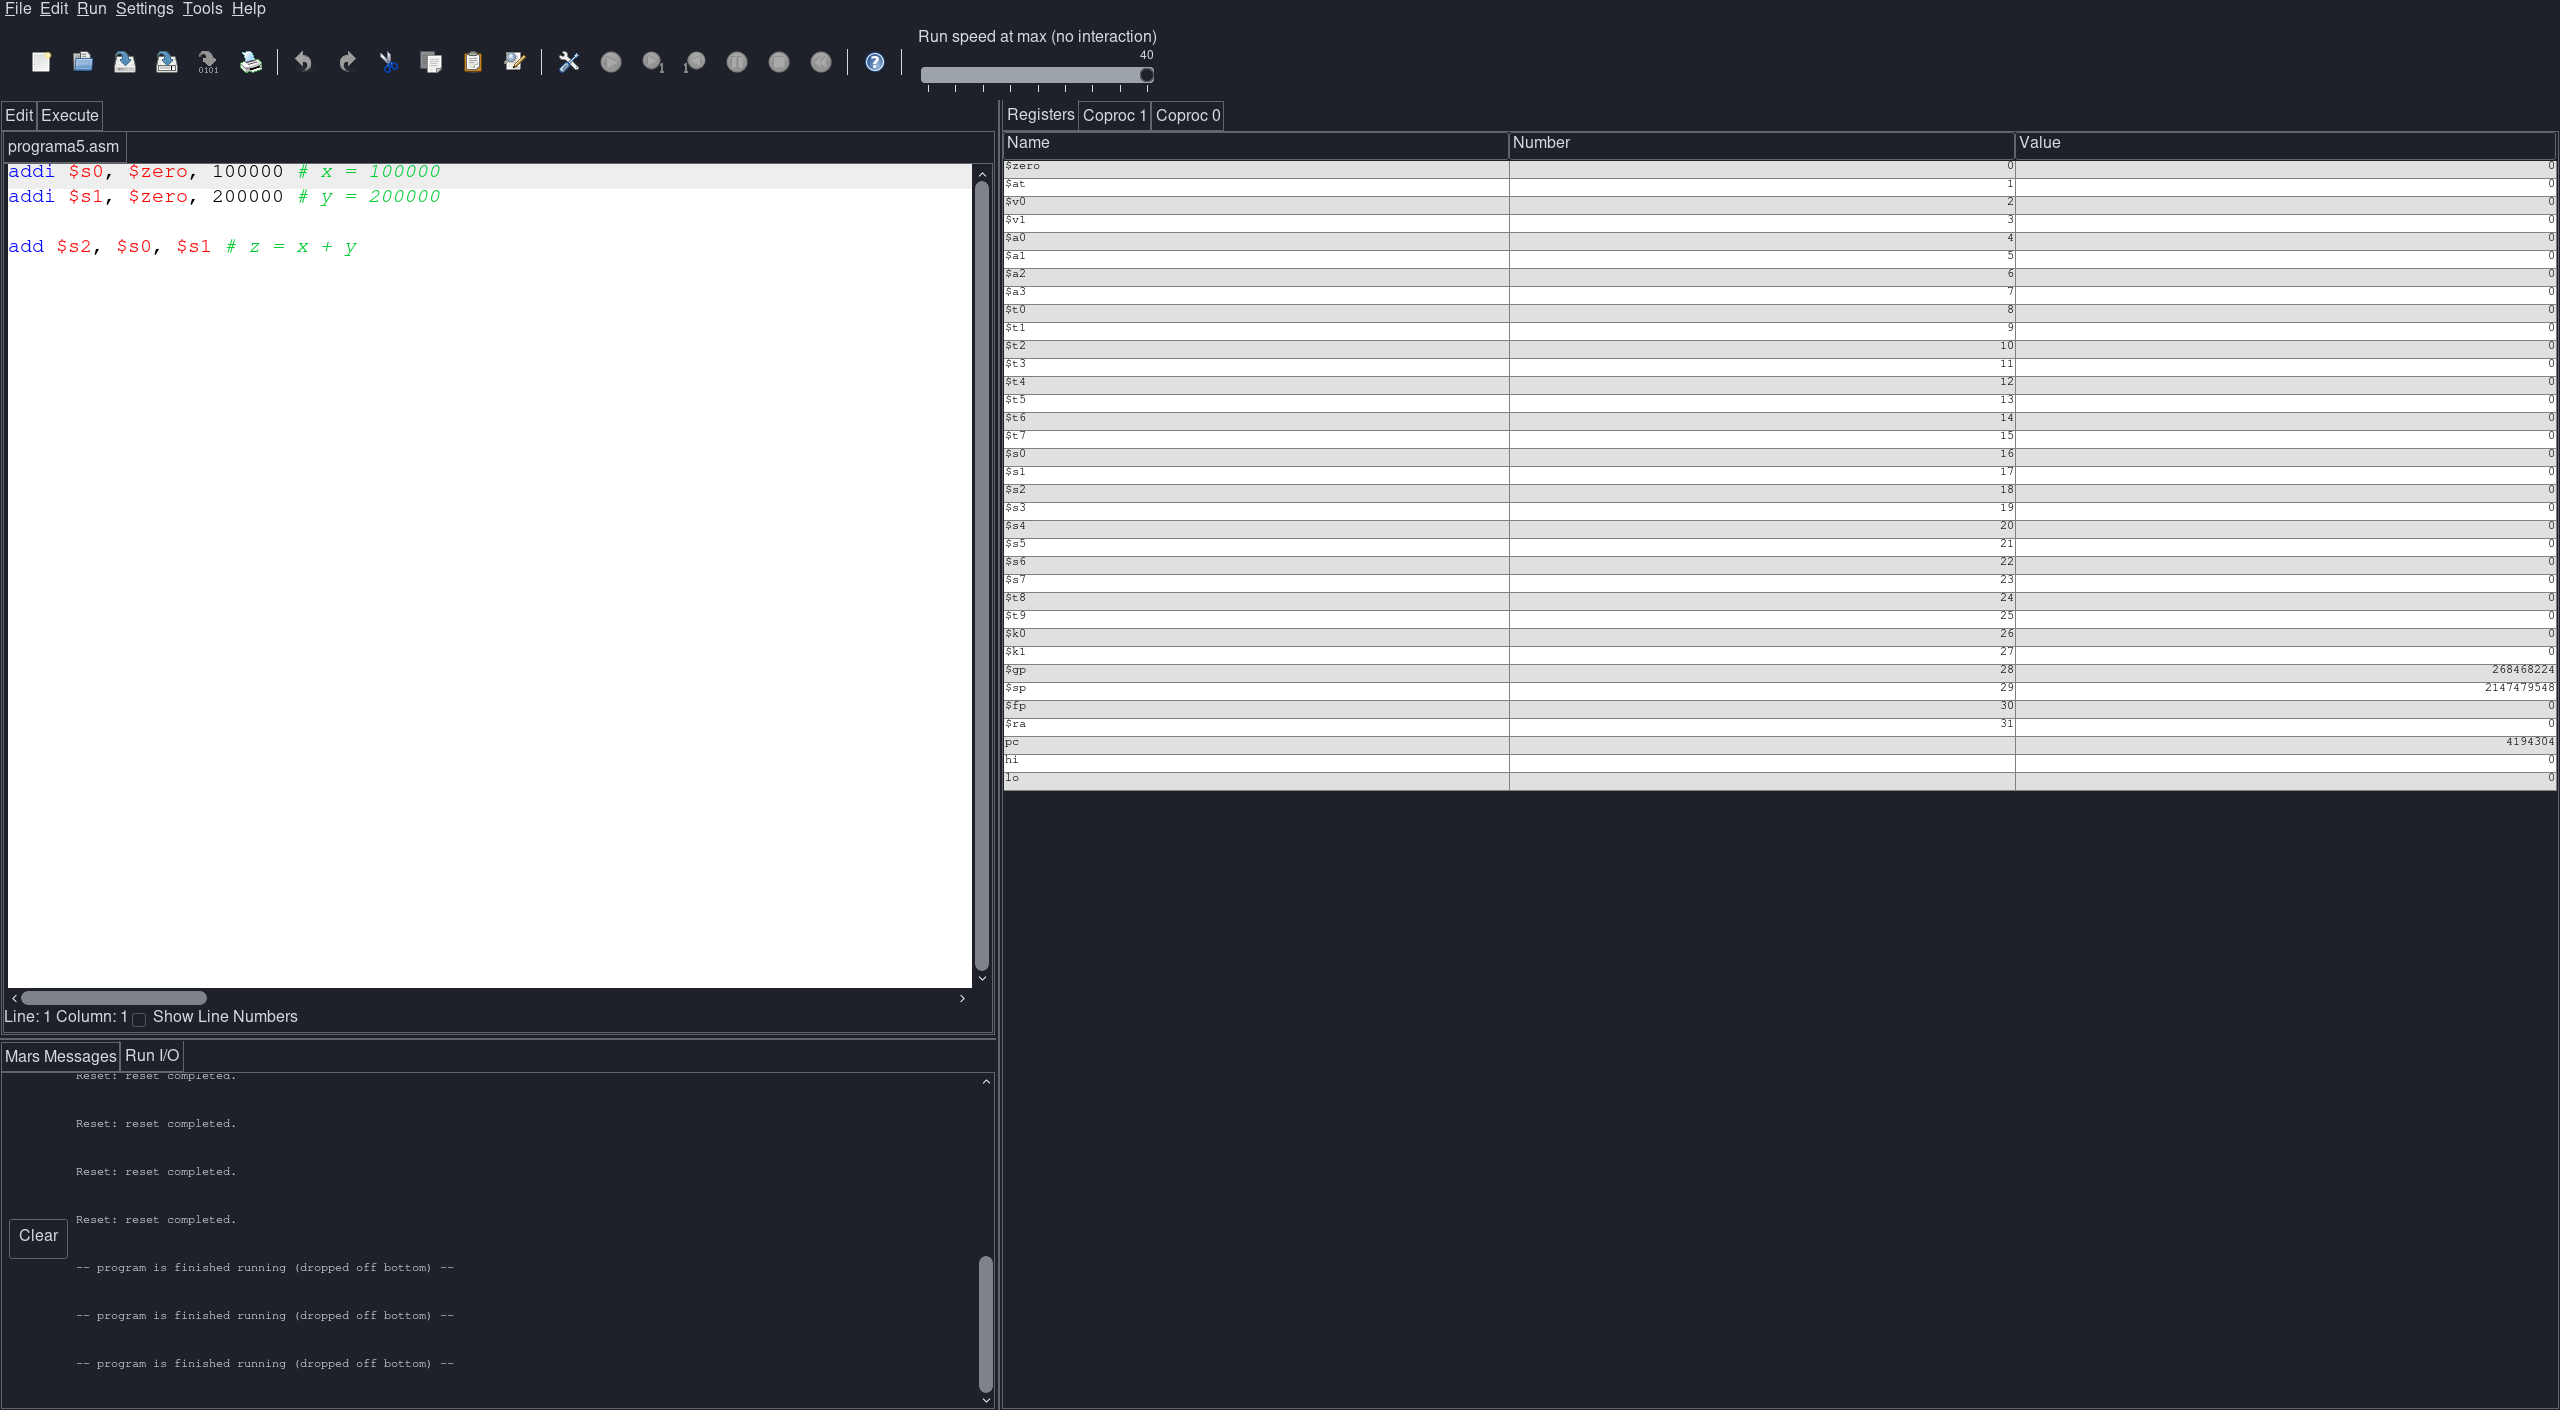 File Edit Run Settings Tools Help
Run speed at max (no interaction)
40
0101
1
1
?
Edit Execute
programa5.asm
addi $s0, $zero, 100000 # x = 100000
addi $s1, $zero, 200000 # y = 200000
add $s2, $s0, $s1 # z = x + y
Line: 1 Column: 1 Show Line Numbers
Mars Messages Run I/O
Reset: reset completed.
Reset: reset completed.
Reset: reset completed.
Reset: reset completed.
Clear
-- program is finished running (dropped off bottom) --
-- program is finished running (dropped off bottom) --
-- program is finished running (dropped off bottom) --
Registers Coproc 1 Coproc 0
Name Number Value
$zero 0 0
$at 1 0
$v0 2 0
$v1 3 0
$a0 4 0
$a1 5 0
$a2 6 0
$a3 7 0
$t0 8 0
$t1 9 0
$t2 10 0
$t3 11 0
$t4 12 0
$t5 13 0
$t6 14 0
$t7 15 0
$s0 16 0
$s1 17 0
$s2 18 0
$s3 19 0
$s4 20 0
$s5 21 0
$s6 22 0
$s7 23 0
$t8 24 0
$t9 25 0
$k0 26 0
$k1 27 0
$gp 28 268468224
$sp 29 2147479548
$fp 30 0
$ra 31 0
pc 4194304
hi 0
lo 0